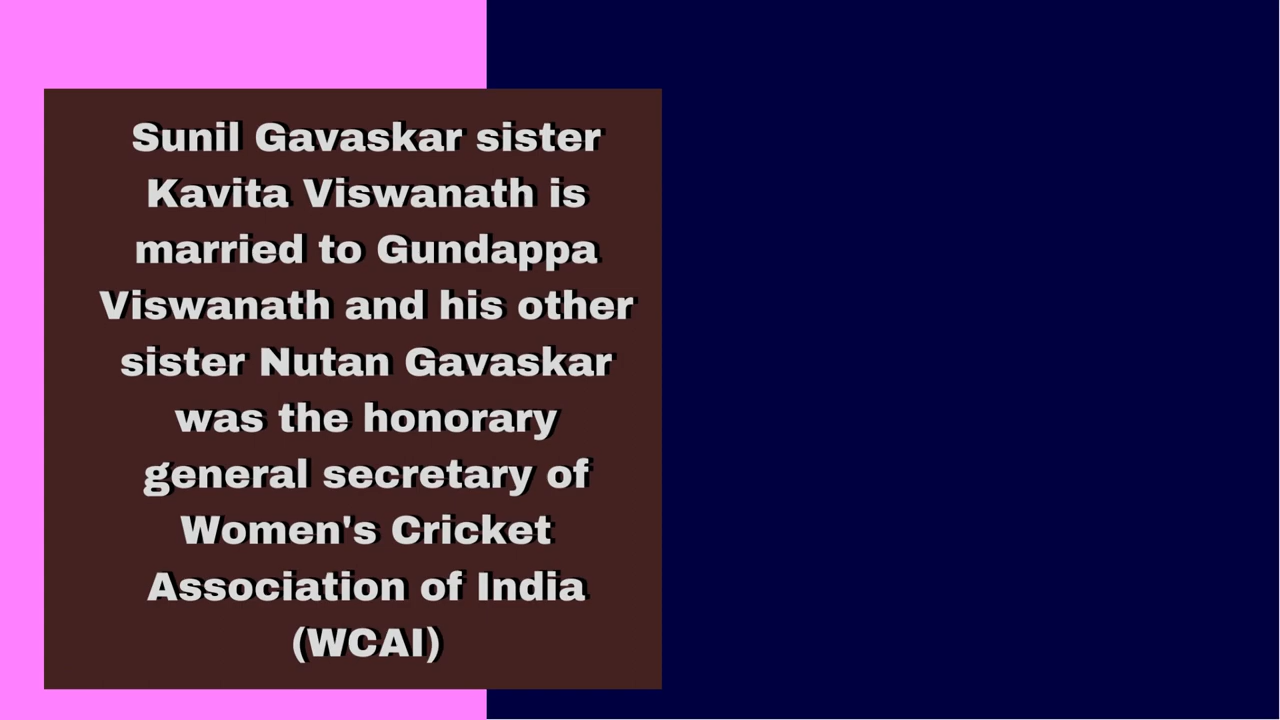 Sunil Gavaskar sister
Kavita Viswanath is
married to Gundappa
Viswanath and his other
sister Nutan Gavaskar
was the honorary
general secretary of
Women's Cricket
Association of India
(WCAI)